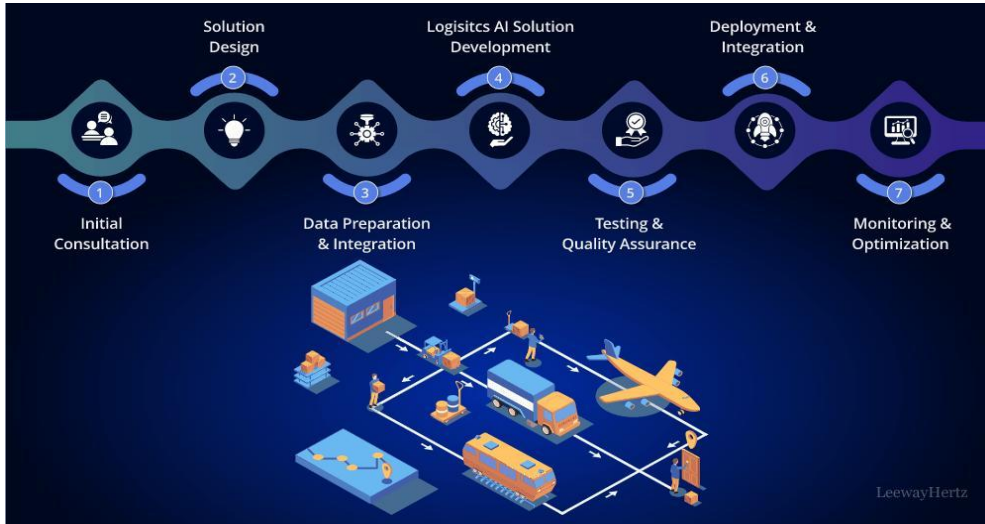 Solution
Design
Logisitcs AI Solution
Development
Deployment &
Integration
2
4
6
1
3
5
7
Initial
Consultation
Data Preparation
& Integration
Testing &
Quality Assurance
Monitoring &
Optimization
LeewayHertz